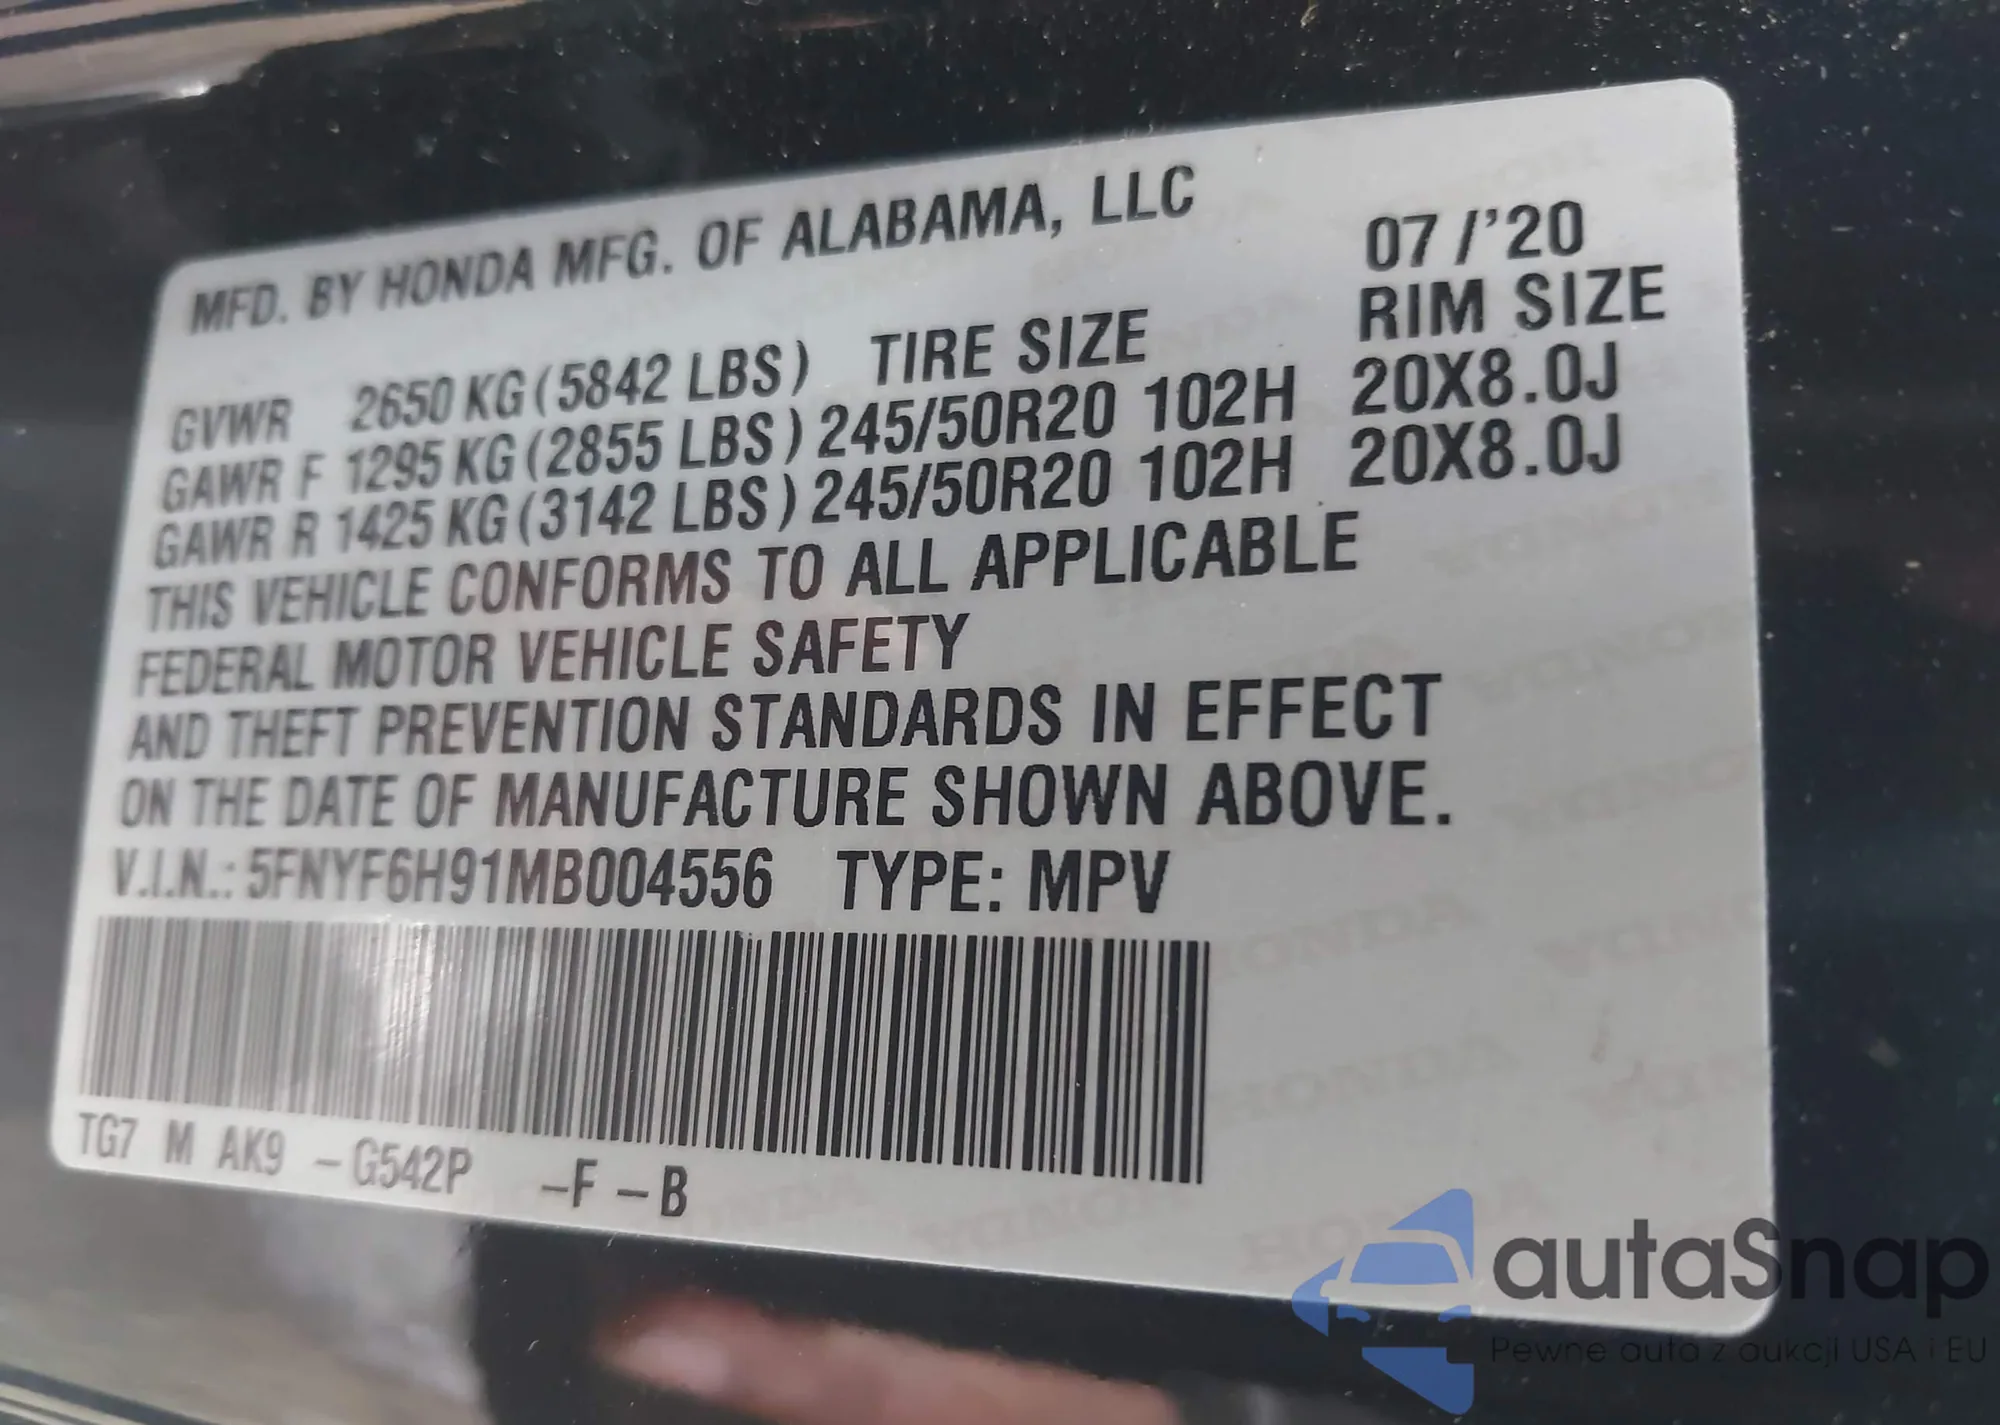 MFD. BY HONDA MFG. OF ALABAMA, LLC 07/'20
RIM SIZE
GVWR 2650 KG (5842 LBS) TIRE SIZE
GAWR F 1295 KG (2855 LBS) 245/50R20 102H 20X8.0J
GAWR R 1425 KG (3142 LBS) 245/50R20 102H 20X8.0J
THIS VEHICLE CONFORMS TO ALL APPLICABLE
FEDERAL MOTOR VEHICLE SAFETY
AND THEFT PREVENTION STANDARDS IN EFFECT
ON THE DATE OF MANUFACTURE SHOWN ABOVE.
V.I.N.: 5FNYF6H91MB004556 TYPE: MPV
TG7 M AK9 -G542P -F -B
autaSnap
Pewne auta z aukcji USA i EU